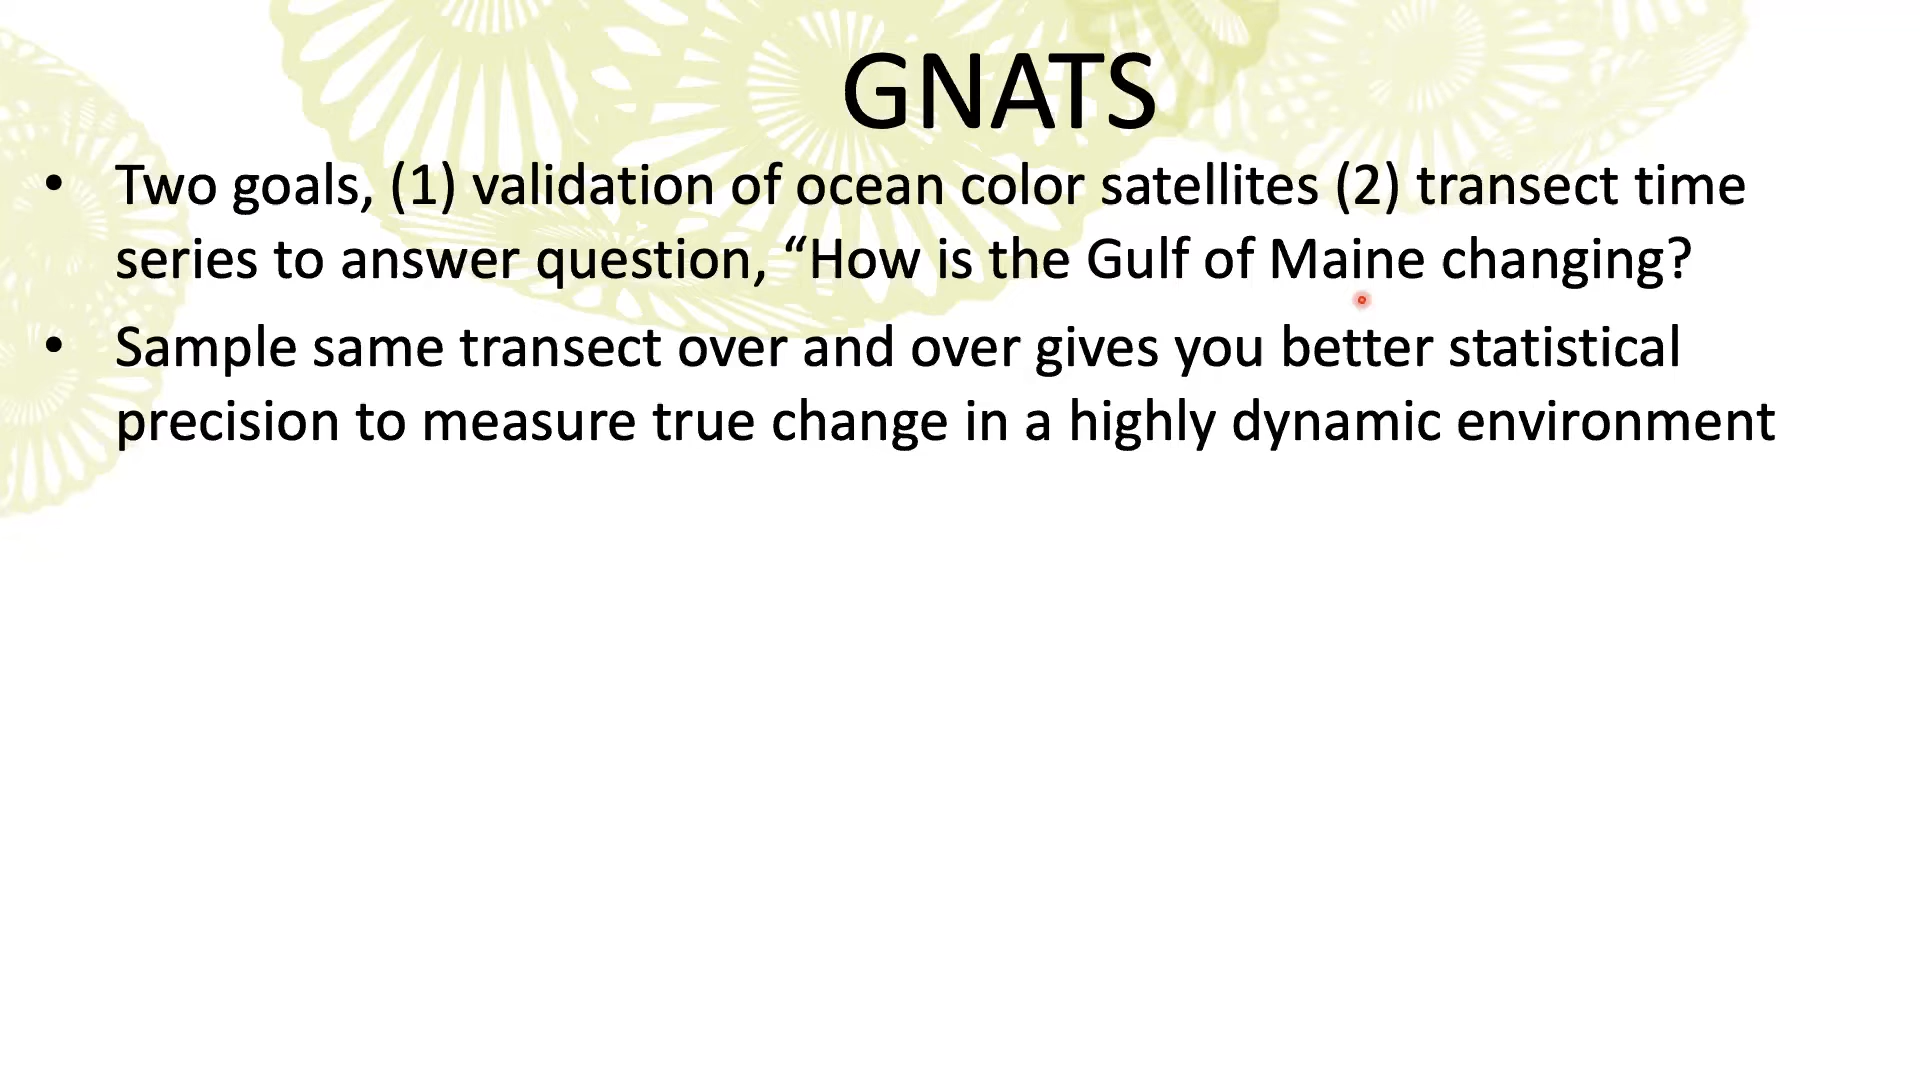 GNATS
• Two goals, (1) validation of ocean color satellites (2) transect time
series to answer question, “How is the Gulf of Maine changing?
• Sample same transect over and over gives you better statistical
precision to measure true change in a highly dynamic environment